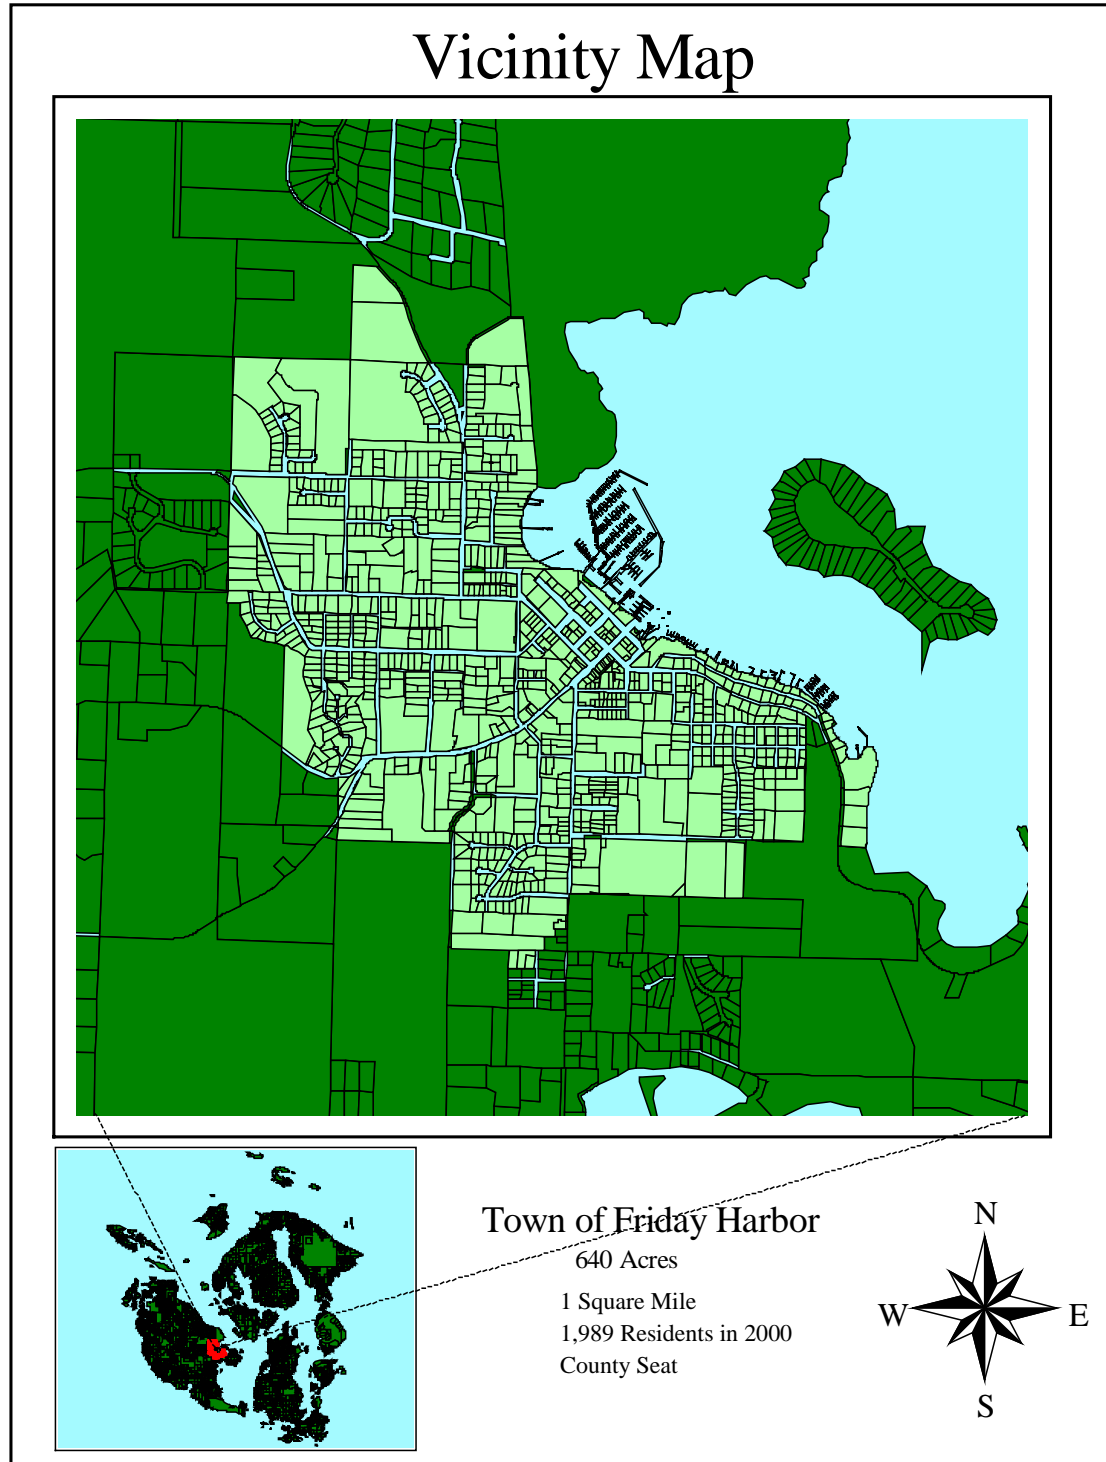 Vicinity Map
Town of Friday Harbor
640 Acres
1 Square Mile
1,989 Residents in 2000
County Seat
N
W
E
S